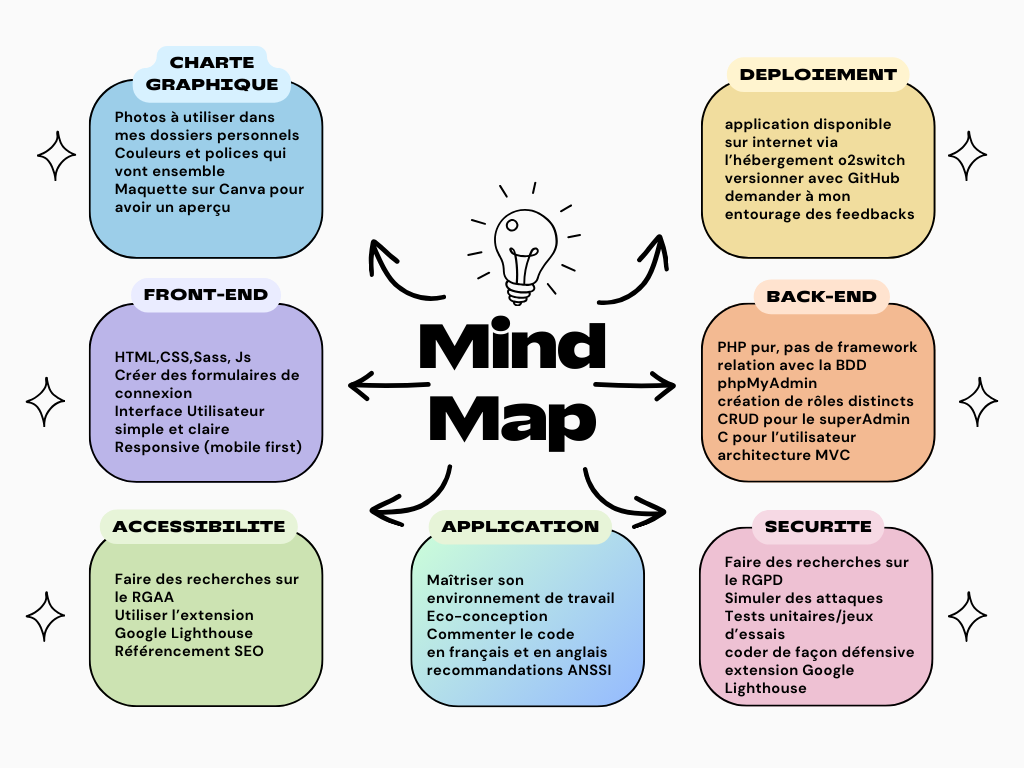 CHARTE
GRAPHIQUE
Photos à utiliser dans
mes dossiers personnels
Couleurs et polices qui
vont ensemble
Maquette sur Canva pour
avoir un aperçu
DEPLOIEMENT
application disponible
sur internet via
l'hébergement o2switch
versionner avec GitHub
demander à mon
entourage des feedbacks
Mind
Map
FRONT-END
HTML,CSS,Sass, Js
Créer des formulaires de
connexion
Interface Utilisateur
simple et claire
Responsive (mobile first)
BACK-END
PHP pur, pas de framework
relation avec la BDD
phpMyAdmin
création de rôles distincts
CRUD pour le superAdmin
C pour l'utilisateur
architecture MVC
ACCESSIBILITE
Faire des recherches sur
le RGAA
Utiliser l'extension
Google Lighthouse
Référencement SEO
APPLICATION
Maîtriser son
environnement de travail
Eco-conception
Commenter le code
en français et en anglais
recommandations ANSSI
SECURITE
Faire des recherches sur
le RGPD
Simuler des attaques
Tests unitaires/jeux
d'essais
coder de façon défensive
extension Google
Lighthouse